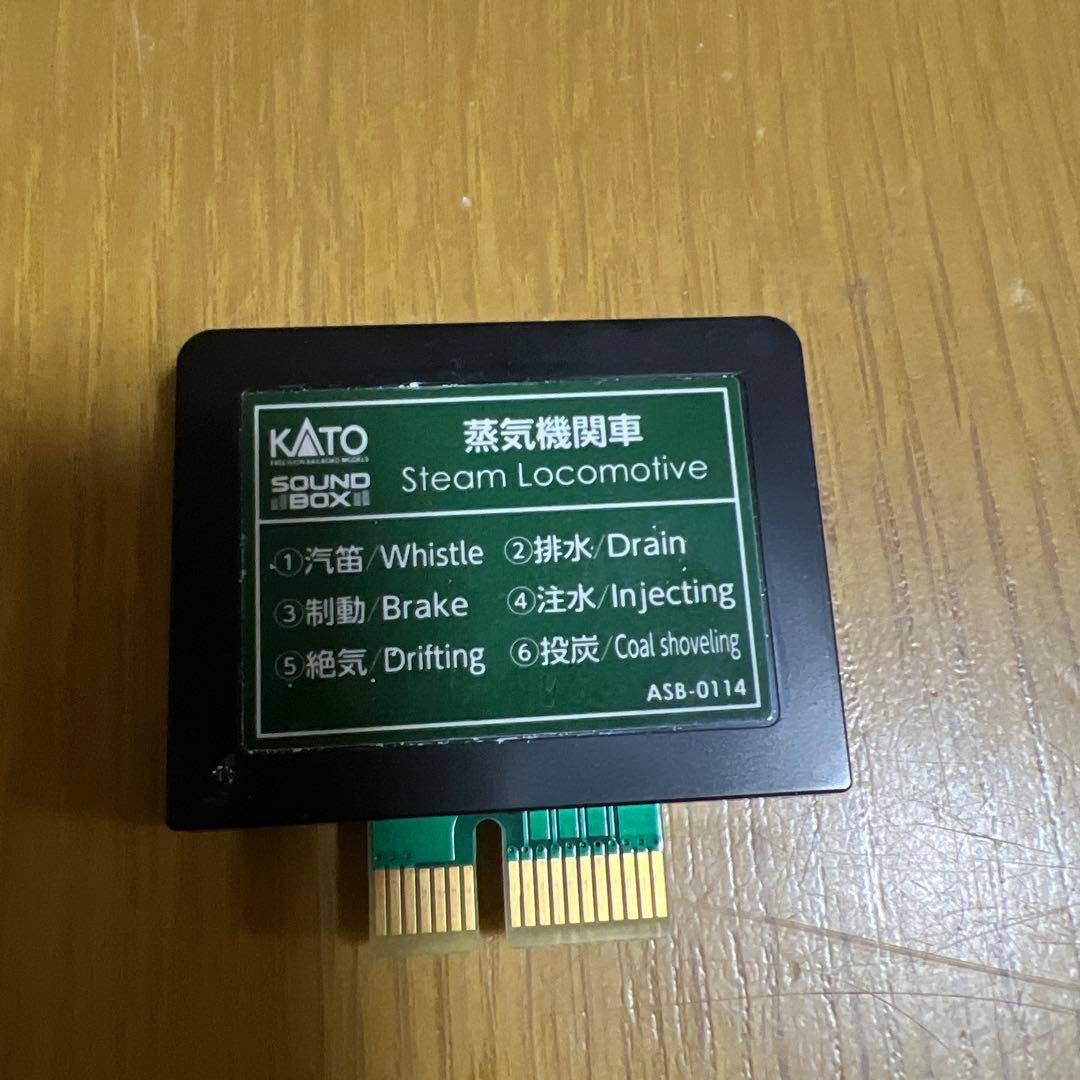 KATO
PRECISION RAILROAD MODELS
SOUND
BOX
蒸気機関車
Steam Locomotive
①汽笛/Whistle ②排水/Drain
③制動/Brake ④注水/Injecting
⑤絶気/Drifting ⑥投炭/Coal shoveling
ASB-0114